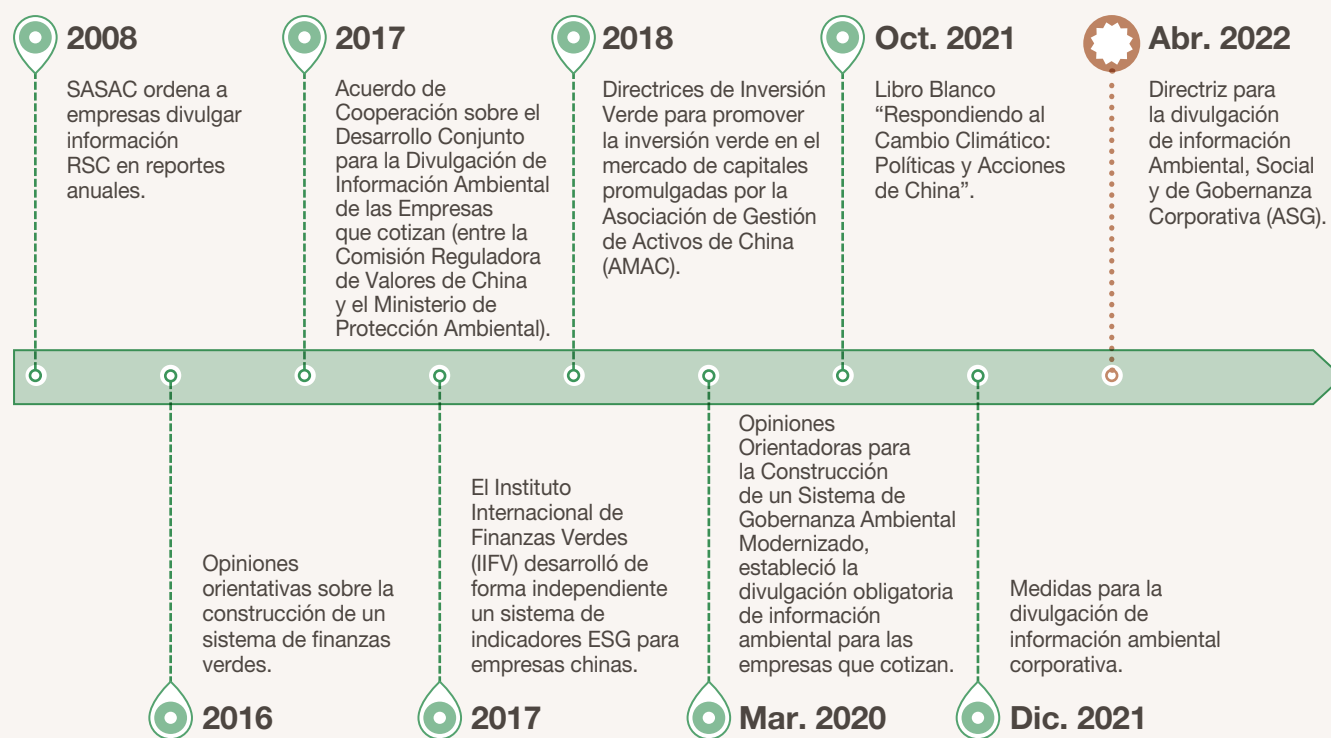 2008
SASAC ordena a
empresas divulgar
información
RSC en reportes
anuales.
2017
Acuerdo de
Cooperación sobre el
Desarrollo Conjunto
para la Divulgación de
Información Ambiental
de las Empresas
que cotizan (entre la
Comisión Reguladora
de Valores de China
y el Ministerio de
Protección Ambiental).
2018
Directrices de Inversión
Verde para promover
la inversión verde en el
mercado de capitales
promulgadas por la
Asociación de Gestión
de Activos de China
(AMAC).
Oct. 2021
Libro Blanco
“Respondiendo al
Cambio Climático:
Políticas y Acciones
de China”.
Abr. 2022
Directriz para
la divulgación
de información
Ambiental, Social
y de Gobernanza
Corporativa (ASG).
Opiniones
orientativas sobre la
construcción de un
sistema de finanzas
verdes.
2016
El Instituto
Internacional de
Finanzas Verdes
(IIFV) desarrolló de
forma independiente
un sistema de
indicadores ESG para
empresas chinas.
2017
Opiniones
Orientadoras para
la Construcción
de un Sistema de
Gobernanza Ambiental
Modernizado,
estableció la
divulgación obligatoria
de información
ambiental para las
empresas que cotizan.
Mar. 2020
Medidas para la
divulgación de
información ambiental
corporativa.
Dic. 2021